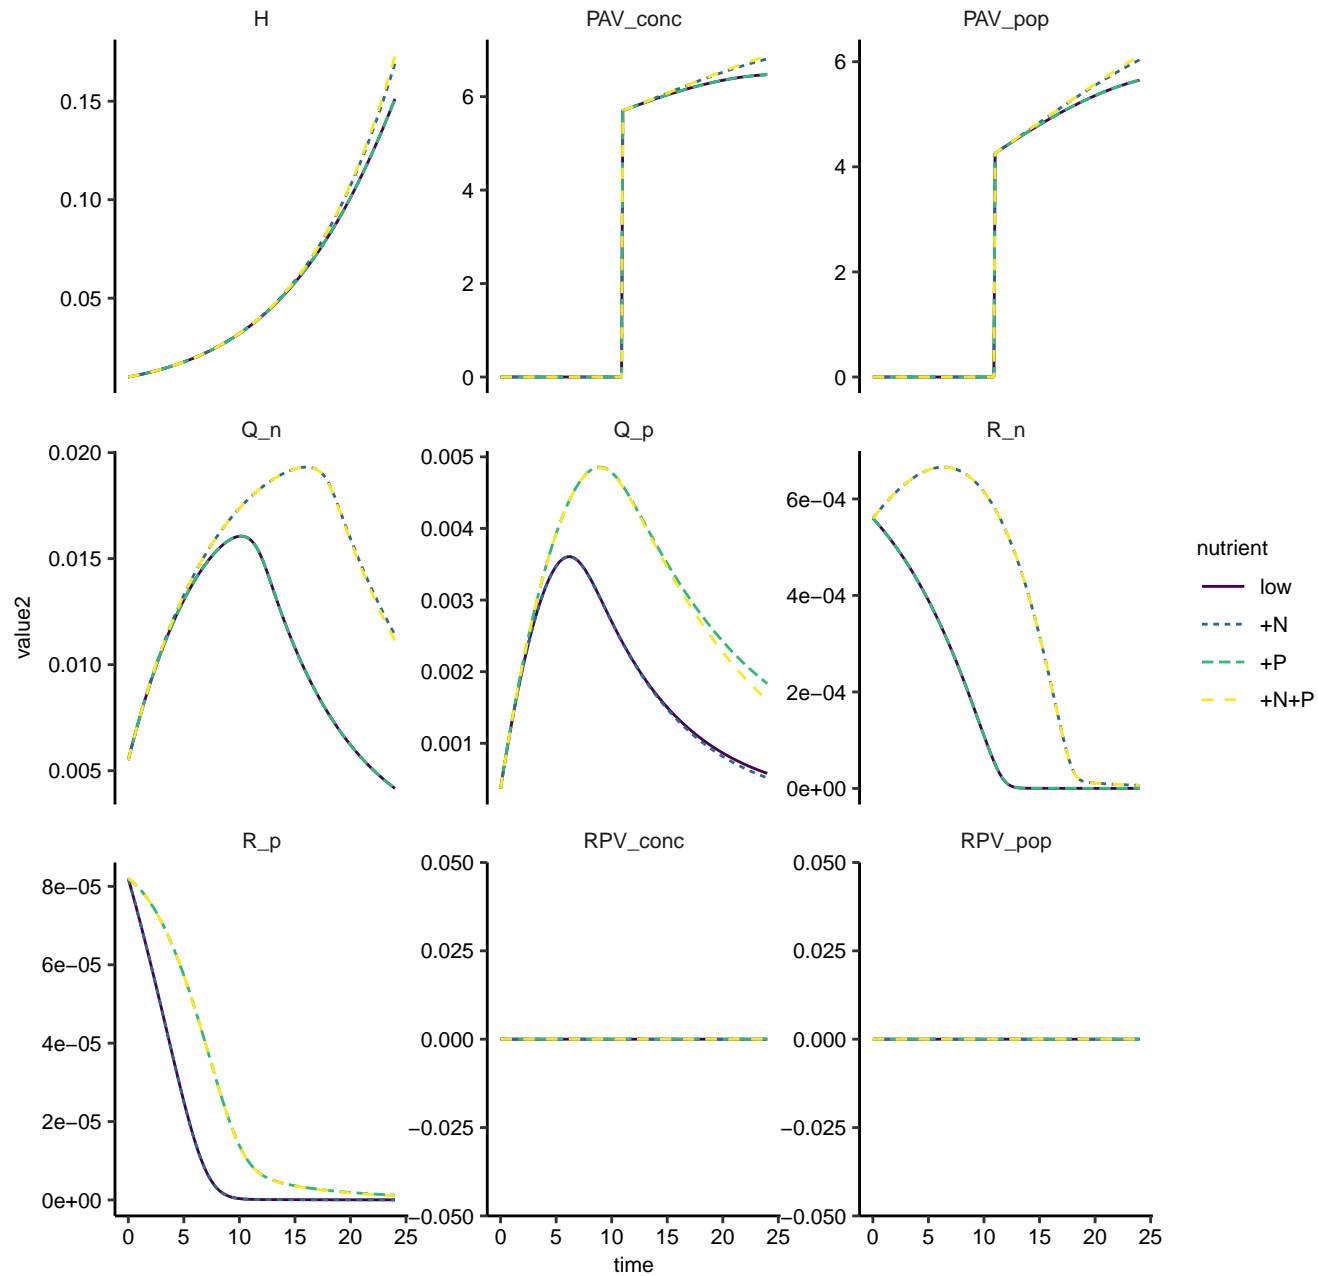 H
PAV_conc
PAV_pop
0.15
0.10
0.05
6
4
2
0
6
4
2
0
Q_n
Q_p
R_n
0.020
0.015
0.010
0.005
0.005
0.004
0.003
0.002
0.001
6e−04
4e−04
2e−04
0e+00
value2
R_p
RPV_conc
RPV_pop
8e−05
6e−05
4e−05
2e−05
0e+00
0.050
0.025
0.000
−0.025
−0.050
0.050
0.025
0.000
−0.025
−0.050
0 5 10 15 20 25
0 5 10 15 20 25
0 5 10 15 20 25
time
nutrient
low
+N
+P
+N+P